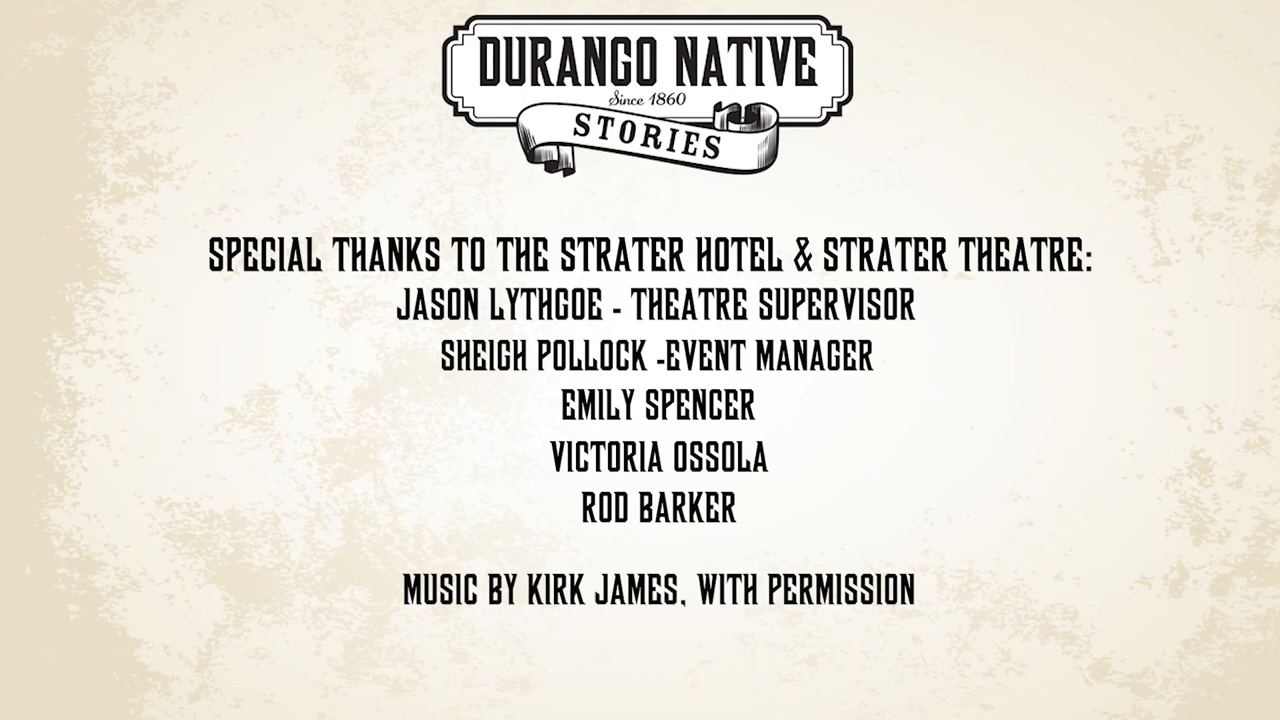 DURANGO NATIVE
Since 1860
STORIES
SPECIAL THANKS TO THE STRATER HOTEL & STRATER THEATRE:
JASON LYTHGOE - THEATRE SUPERVISOR
SHEIGH POLLOCK -EVENT MANAGER
EMILY SPENCER
VICTORIA OSSOLA
ROD BARKER
MUSIC BY KIRK JAMES, WITH PERMISSION